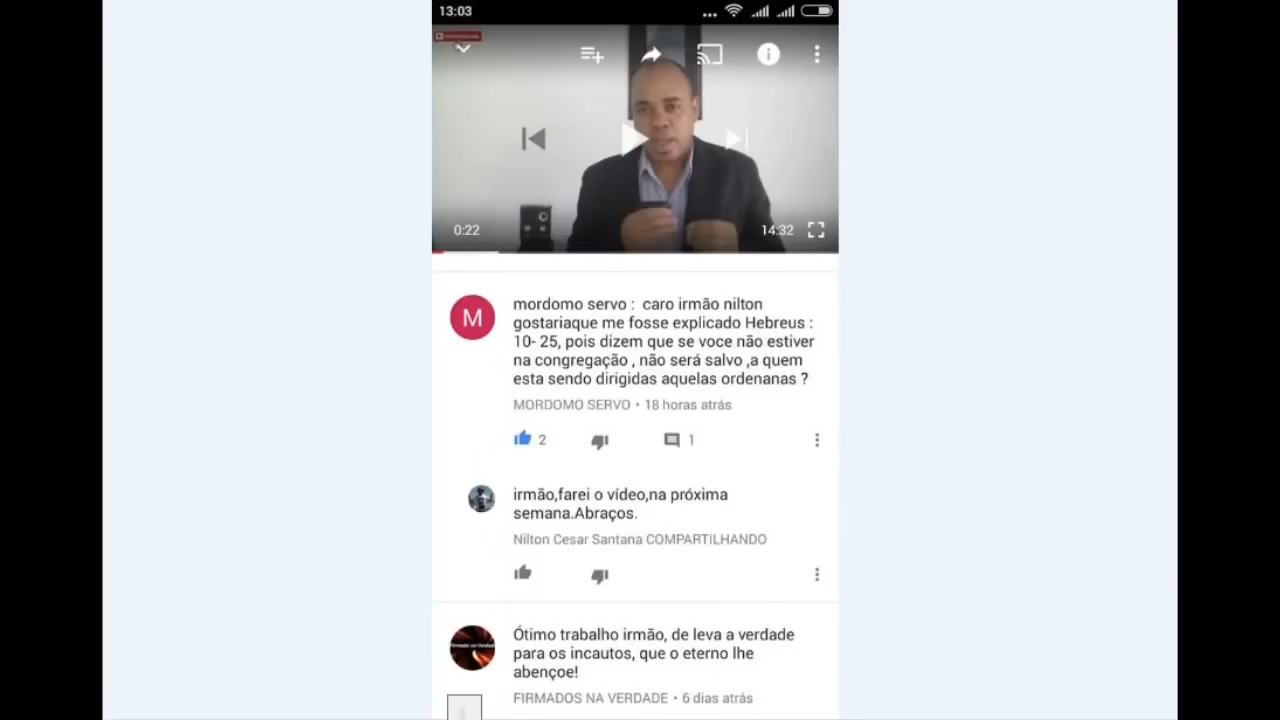 13:03
0:22
14:32
M
mordomo servo :  caro irmão nilton
gostariaque me fosse explicado Hebreus :
10- 25, pois dizem que se voce não estiver
na congregação , não será salvo ,a quem
esta sendo dirigidas aquelas ordenanas ?
MORDOMO SERVO • 18 horas atrás
2
1
irmão,farei o vídeo,na próxima
semana.Abraços.
Nilton Cesar Santana COMPARTILHANDO
Firmados na Verdade
Ótimo trabalho irmão, de leva a verdade
para os incautos, que o eterno lhe
abençoe!
FIRMADOS NA VERDADE • 6 dias atrás